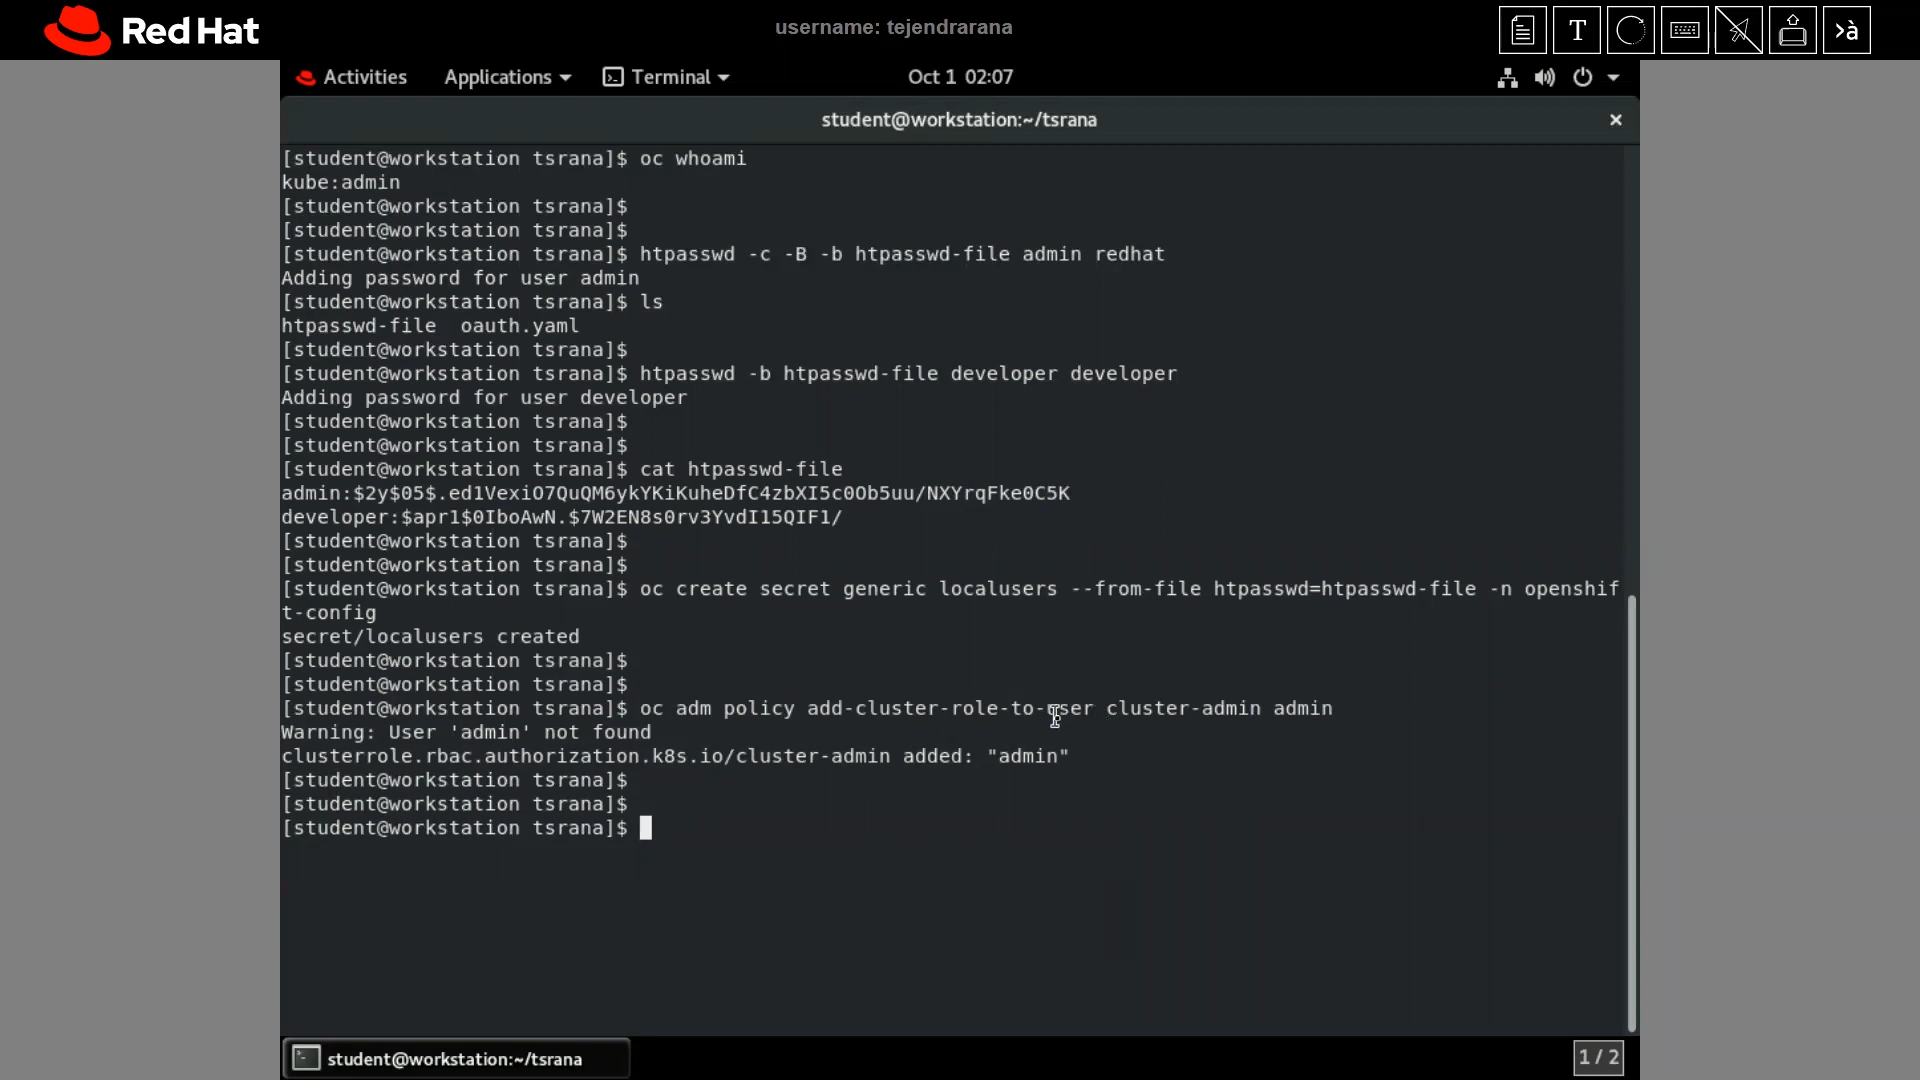 Red Hat
username: tejendrarana
T
>à
Activities Applications Terminal Oct 1 02:07
student@workstation:~/tsrana ×
[student@workstation tsrana]$ oc whoami
kube:admin
[student@workstation tsrana]$
[student@workstation tsrana]$
[student@workstation tsrana]$ htpasswd -c -B -b htpasswd-file admin redhat
Adding password for user admin
[student@workstation tsrana]$ ls
htpasswd-file  oauth.yaml
[student@workstation tsrana]$
[student@workstation tsrana]$ htpasswd -b htpasswd-file developer developer
Adding password for user developer
[student@workstation tsrana]$
[student@workstation tsrana]$
[student@workstation tsrana]$ cat htpasswd-file
admin:$2y$05$.ed1VexiO7QuQM6ykYKiKuheDfC4zbXI5c0Ob5uu/NXYrqFke0C5K
developer:$apr1$0IboAwN.$7W2EN8s0rv3YvdI15QIF1/
[student@workstation tsrana]$
[student@workstation tsrana]$
[student@workstation tsrana]$ oc create secret generic localusers --from-file htpasswd=htpasswd-file -n openshif
t-config
secret/localusers created
[student@workstation tsrana]$
[student@workstation tsrana]$
[student@workstation tsrana]$ oc adm policy add-cluster-role-to-user cluster-admin admin
Warning: User 'admin' not found
clusterrole.rbac.authorization.k8s.io/cluster-admin added: "admin"
[student@workstation tsrana]$
[student@workstation tsrana]$
[student@workstation tsrana]$
student@workstation:~/tsrana
1 / 2